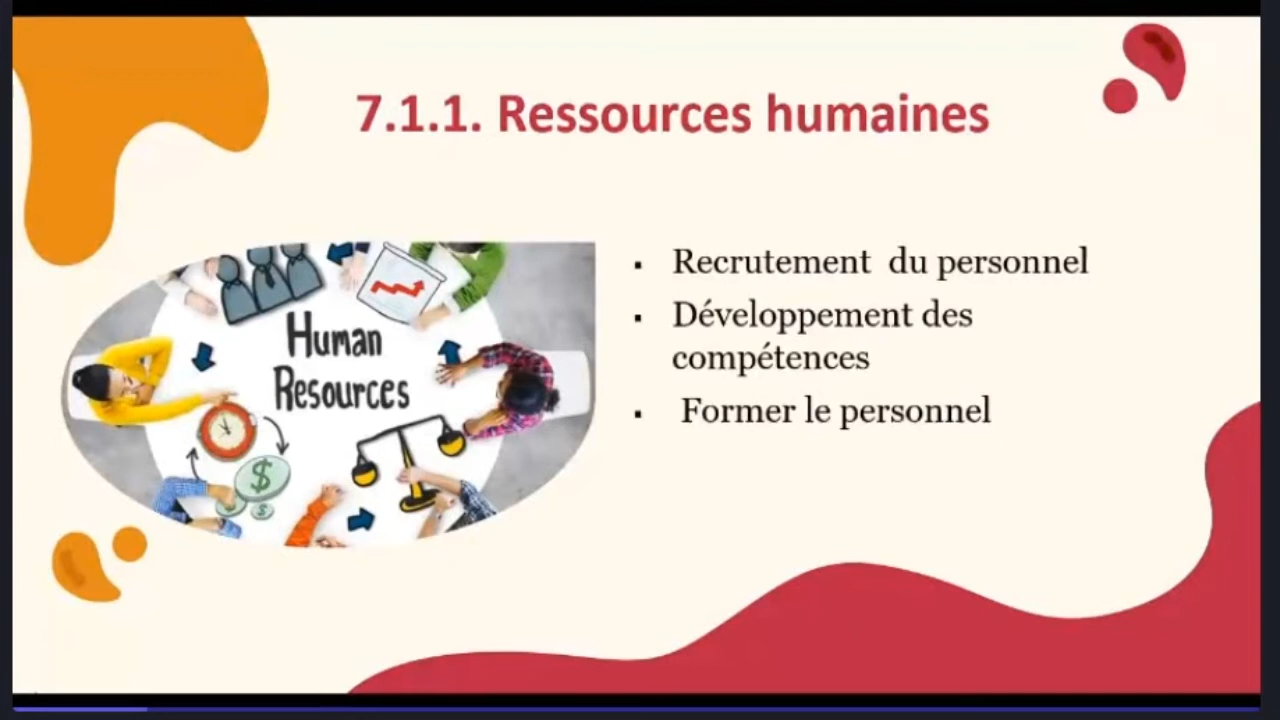 7.1.1. Ressources humaines
Human
Resources
$
$
▪ Recrutement du personnel
▪ Développement des
compétences
▪ Former le personnel